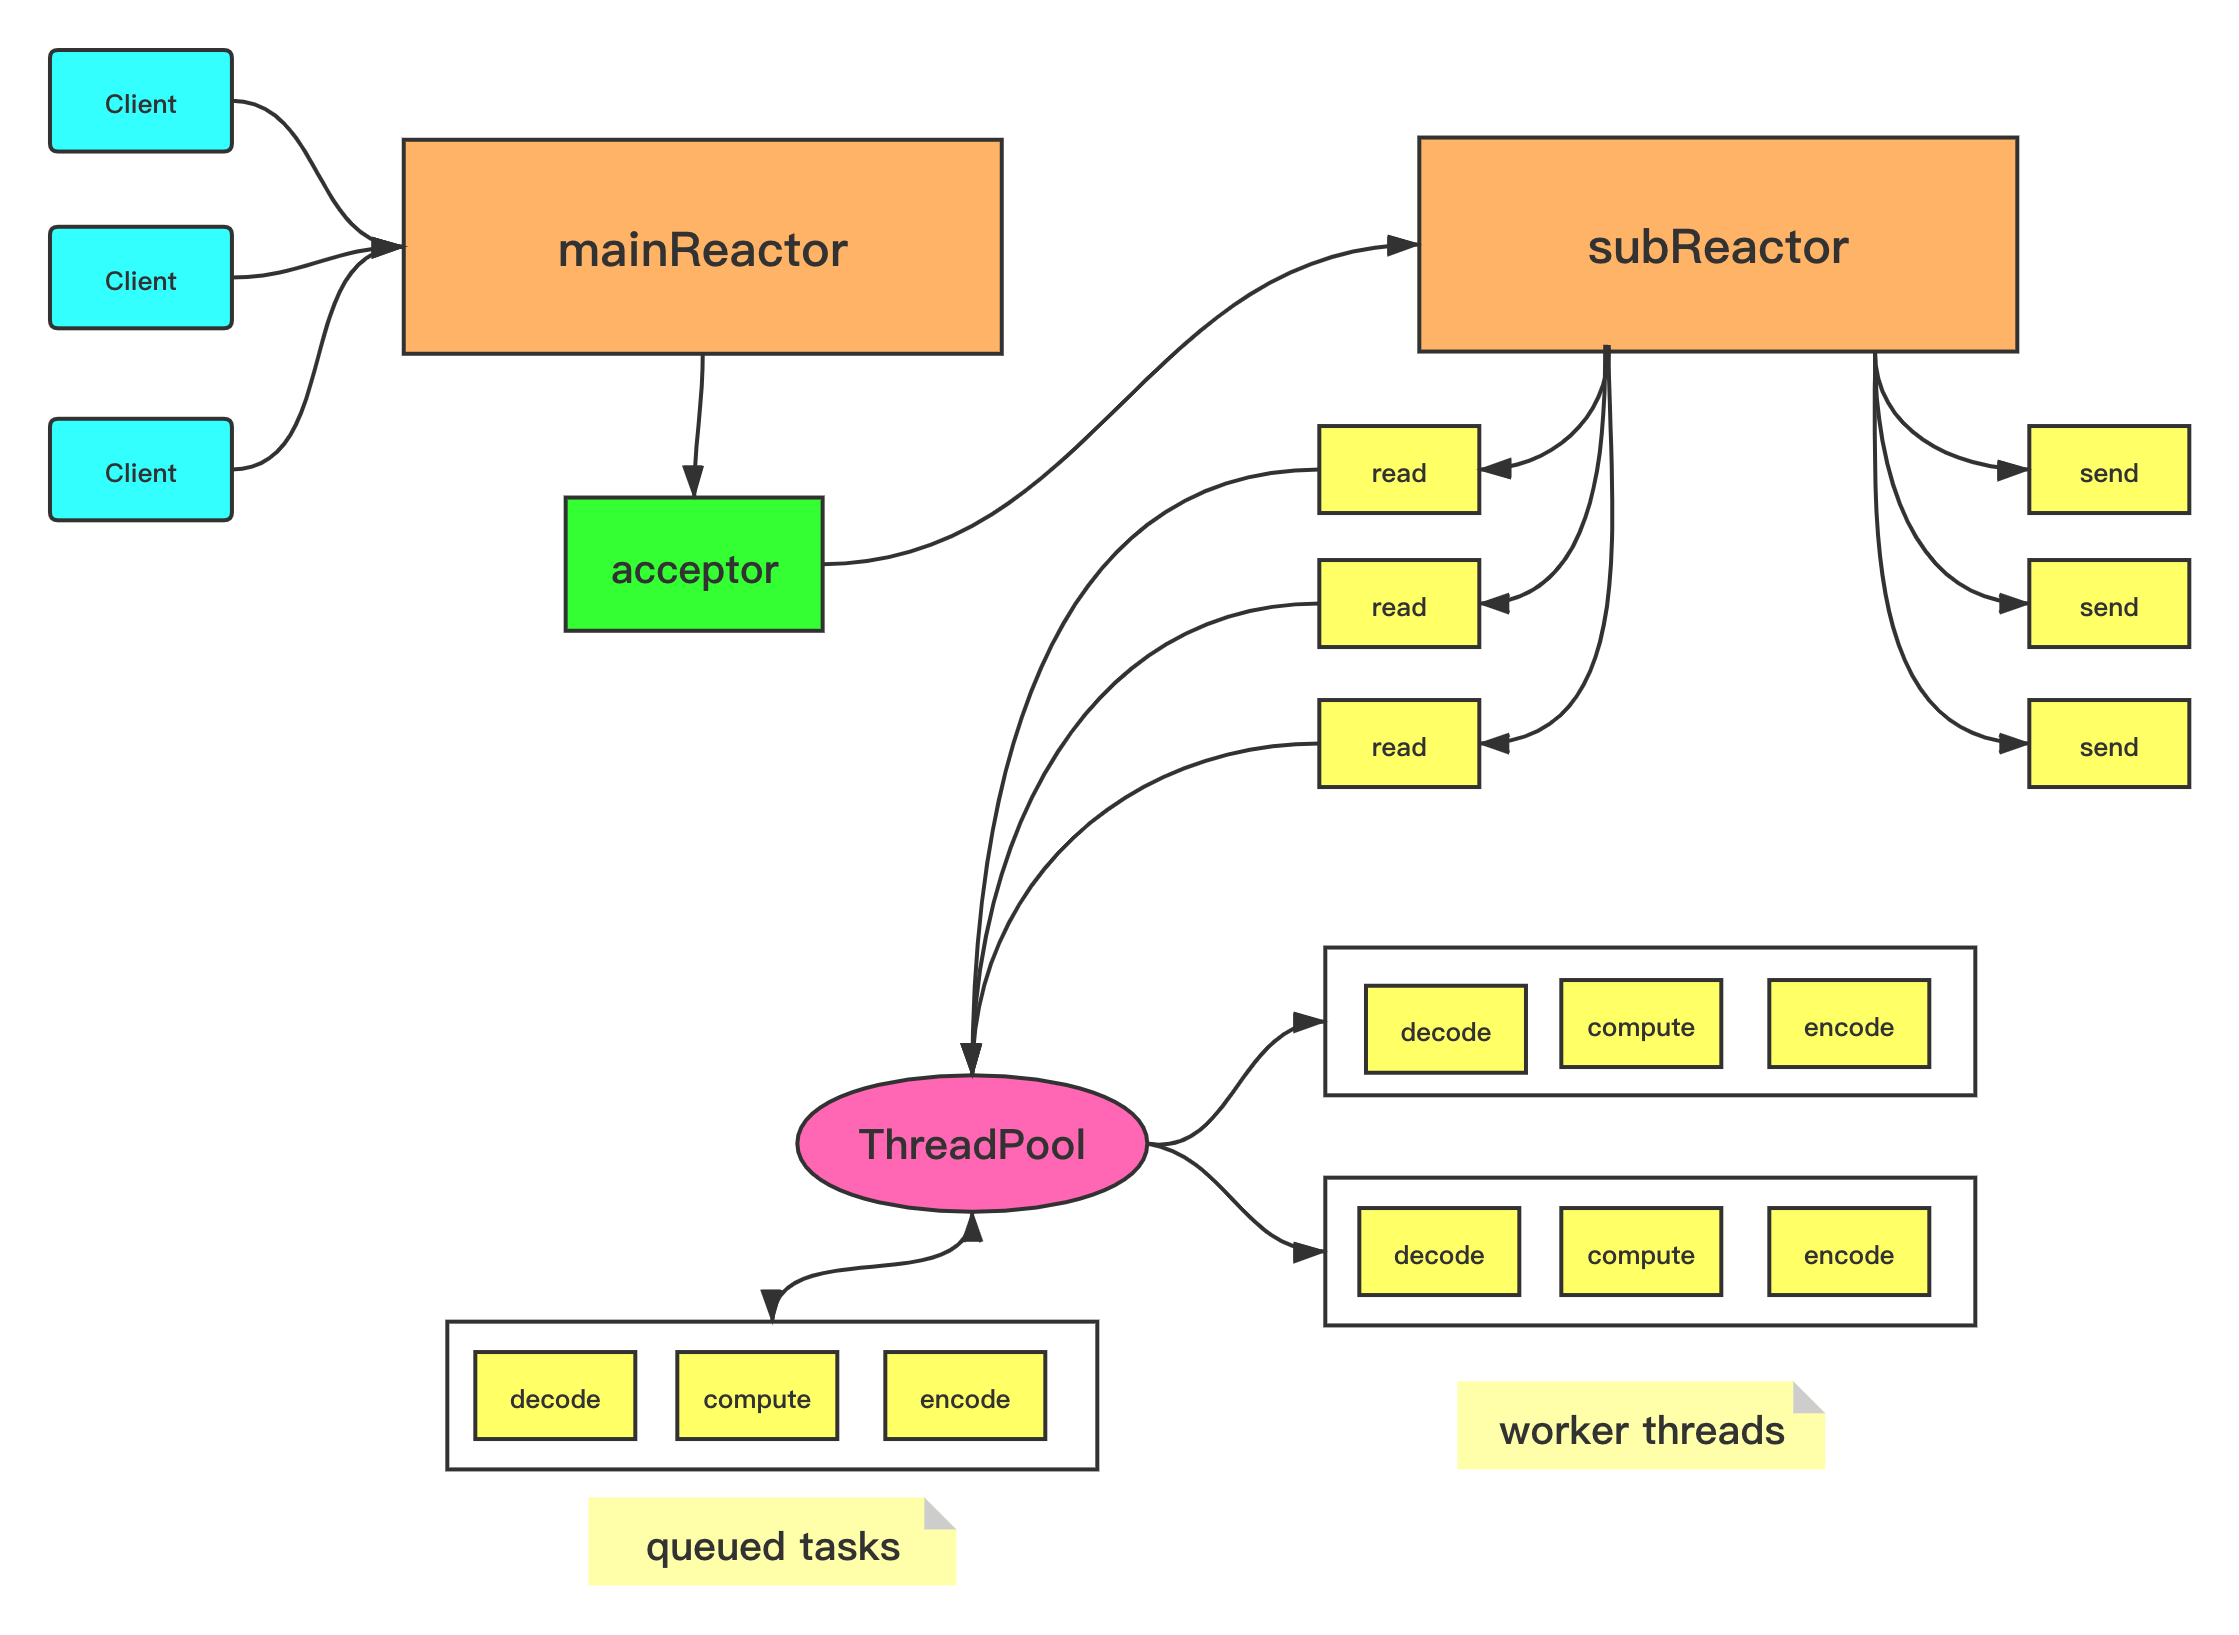 Client
Client
Client
mainReactor
acceptor
subReactor
read
read
read
send
send
send
ThreadPool
decode compute encode
decode compute encode
worker threads
decode compute encode
queued tasks